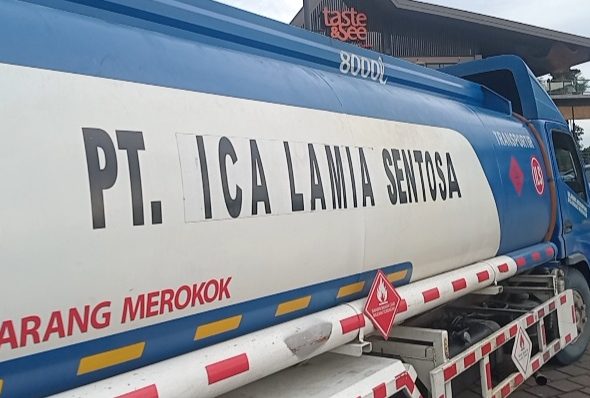 taste
&see
8000L
TRANSPORTIR
PT. ICA LAMIA SENTOSA
ARANG MEROKOK